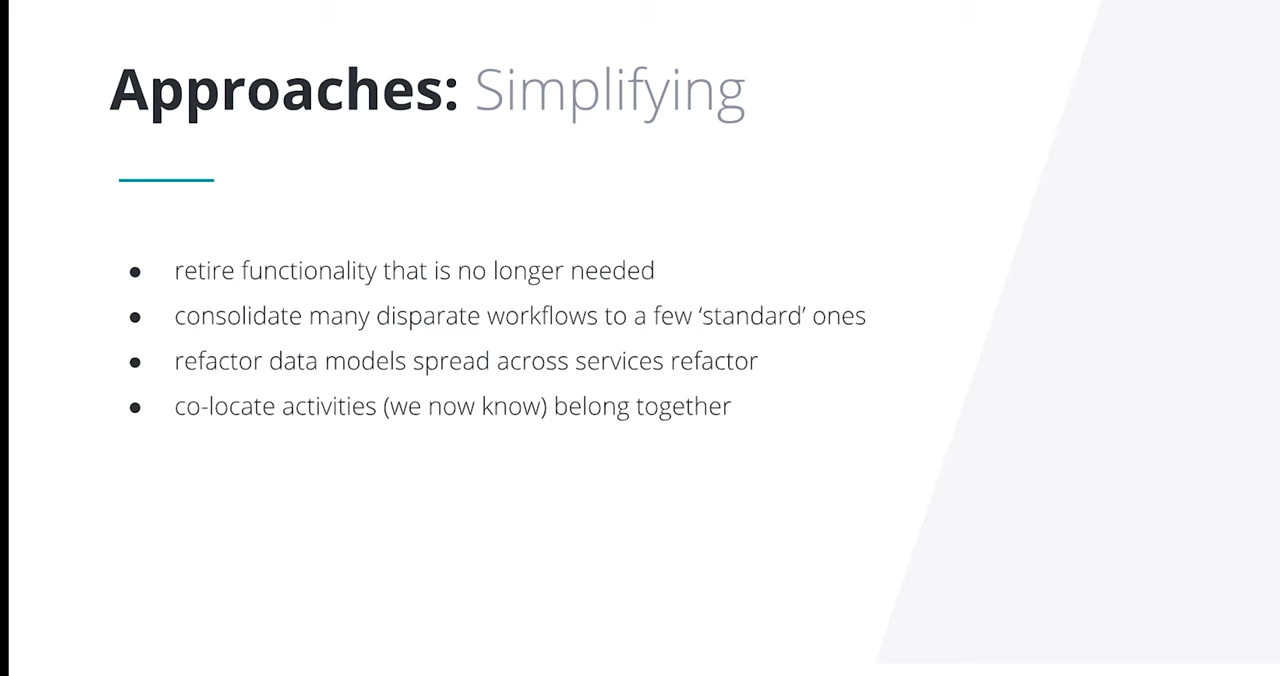 Approaches: Simplifying
● retire functionality that is no longer needed
● consolidate many disparate workflows to a few ‘standard’ ones
● refactor data models spread across services refactor
● co-locate activities (we now know) belong together